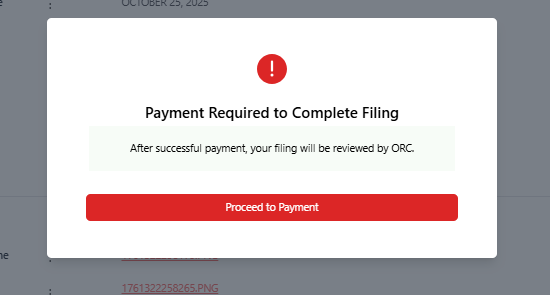 OCTOBER 25, 2025
:
:
Payment Required to Complete Filing
After successful payment, your filing will be reviewed by ORC.
Proceed to Payment
:
:
1761322258265.PNG